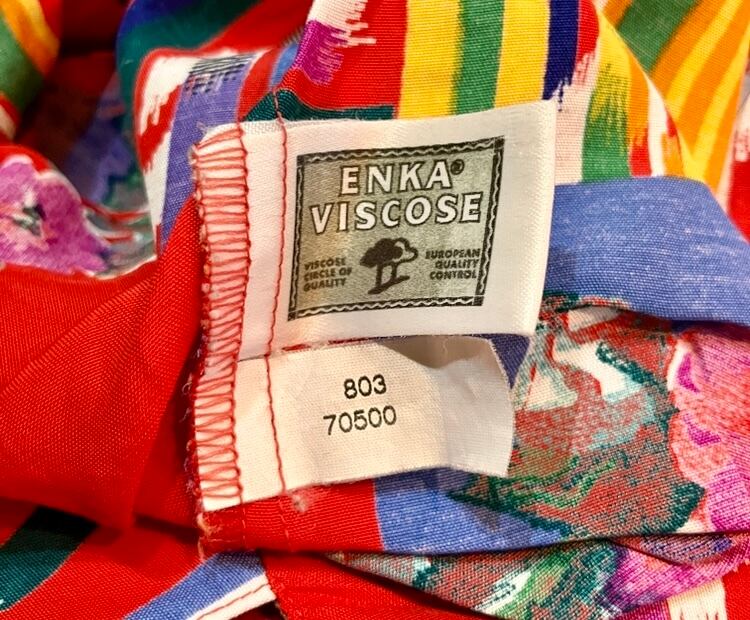 ENKA®
VISCOSE
VISCOSE
CIRCLE OF
QUALITY
EUROPEAN
QUALITY
CONTROL
803
70500